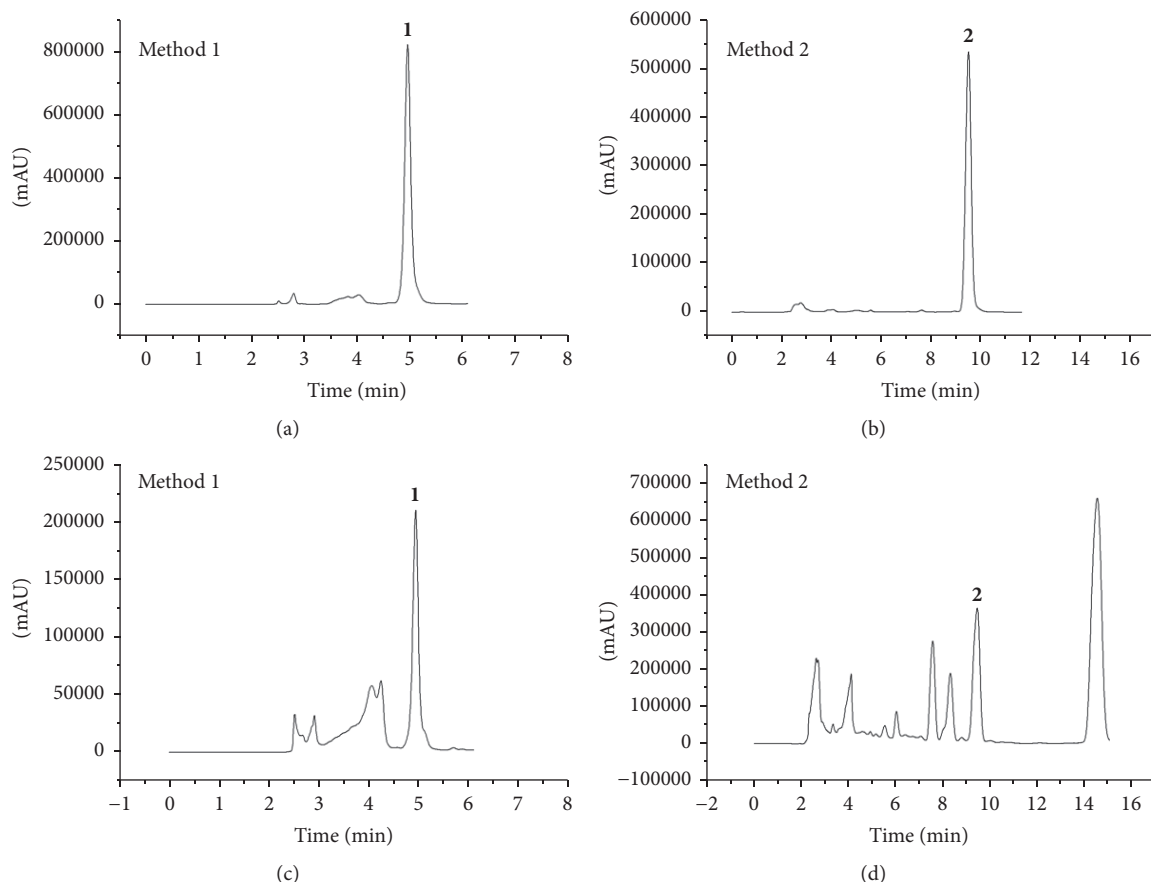 Method 1
1
800000
600000
400000
200000
0
(mAU)
0 1 2 3 4 5 6 7 8
Time (min)
(a)
Method 2
2
600000
500000
400000
300000
200000
100000
0
(mAU)
0 2 4 6 8 10 12 14 16
Time (min)
(b)
Method 1
1
250000
200000
150000
100000
50000
0
(mAU)
−1 0 1 2 3 4 5 6 7 8
Time (min)
(c)
Method 2
2
700000
600000
500000
400000
300000
200000
100000
0
−100000
(mAU)
−2 0 2 4 6 8 10 12 14 16
Time (min)
(d)